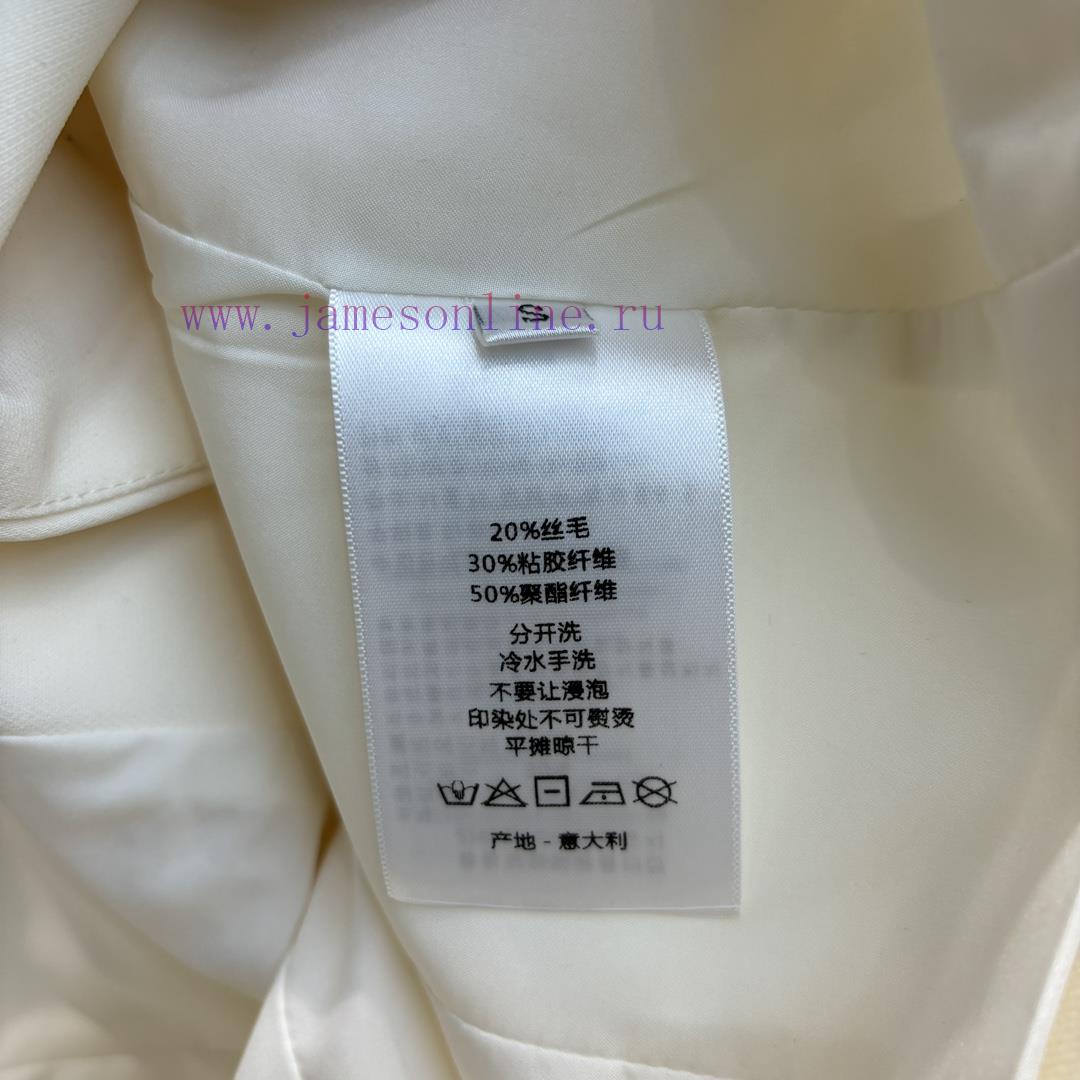 www.jamesonline.ru
S
20%丝毛
30%粘胶纤维
50%聚酯纤维
分开洗
冷水手洗
不要让漫泡
印染处不可熨烫
平摊晾干
产地 - 意大利